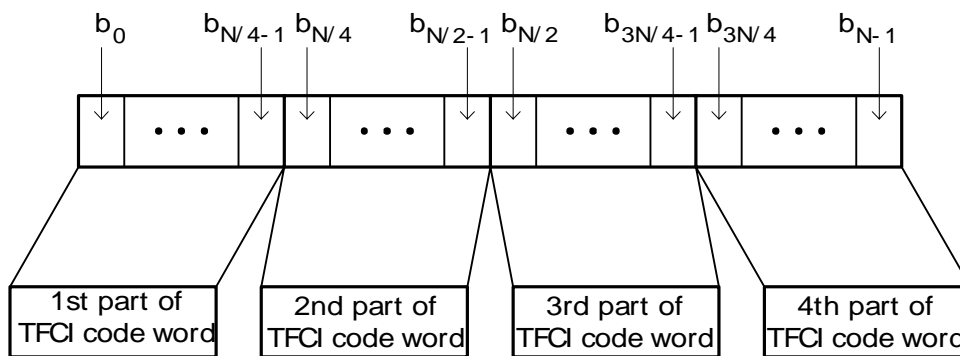 b0 bN/4-1 bN/4 bN/2-1 bN/2 b3N/4-1 b3N/4 bN-1
1st part of
TFCI code word
2nd part of
TFCI code word
3rd part of
TFCI code word
4th part of
TFCI code word